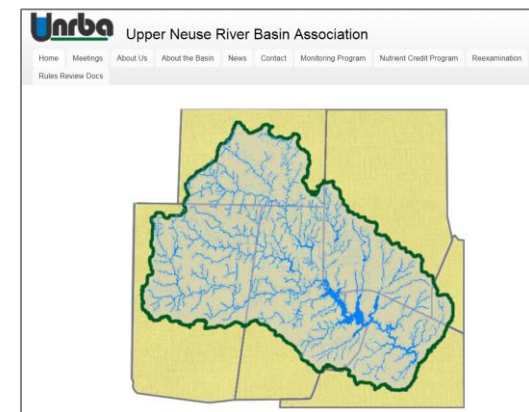 Unrba Upper Neuse River Basin Association
Home Meetings About Us About the Basin News Contact Monitoring Program Nutrient Credit Program Reexamination
Rules Review Docs